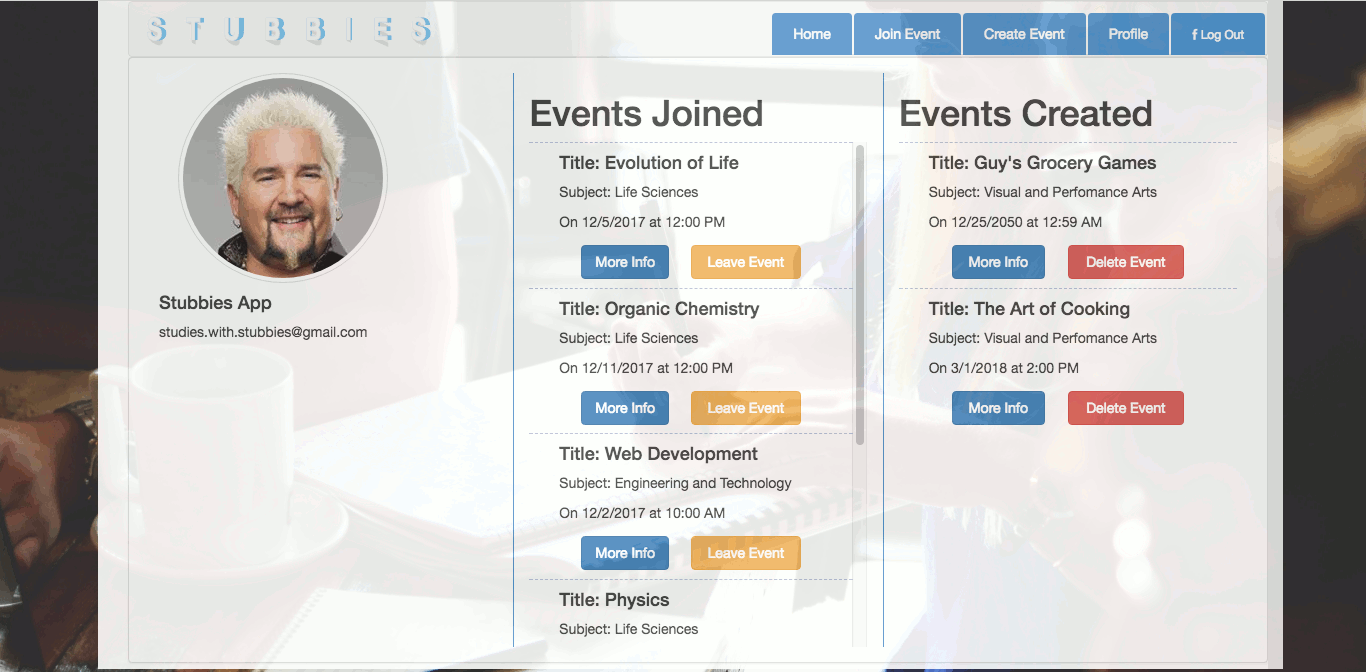 STUBBIES
Home
Join Event
Create Event
Profile
f Log Out
Stubbies App
studies.with.stubbies@gmail.com
Events Joined
Title: Evolution of Life
Subject: Life Sciences
On 12/5/2017 at 12:00 PM
More Info
Leave Event
Title: Organic Chemistry
Subject: Life Sciences
On 12/11/2017 at 12:00 PM
More Info
Leave Event
Title: Web Development
Subject: Engineering and Technology
On 12/2/2017 at 10:00 AM
More Info
Leave Event
Title: Physics
Subject: Life Sciences
Events Created
Title: Guy's Grocery Games
Subject: Visual and Perfomance Arts
On 12/25/2050 at 12:59 AM
More Info
Delete Event
Title: The Art of Cooking
Subject: Visual and Perfomance Arts
On 3/1/2018 at 2:00 PM
More Info
Delete Event